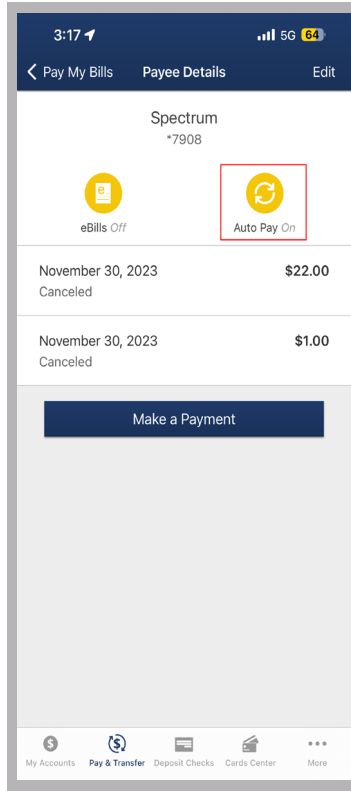 3:17 5G 64
Pay My Bills Payee Details Edit
Spectrum
*7908
e
eBills Off Auto Pay On
November 30, 2023 $22.00
Canceled
November 30, 2023 $1.00
Canceled
Make a Payment
My Accounts Pay & Transfer Deposit Checks Cards Center More